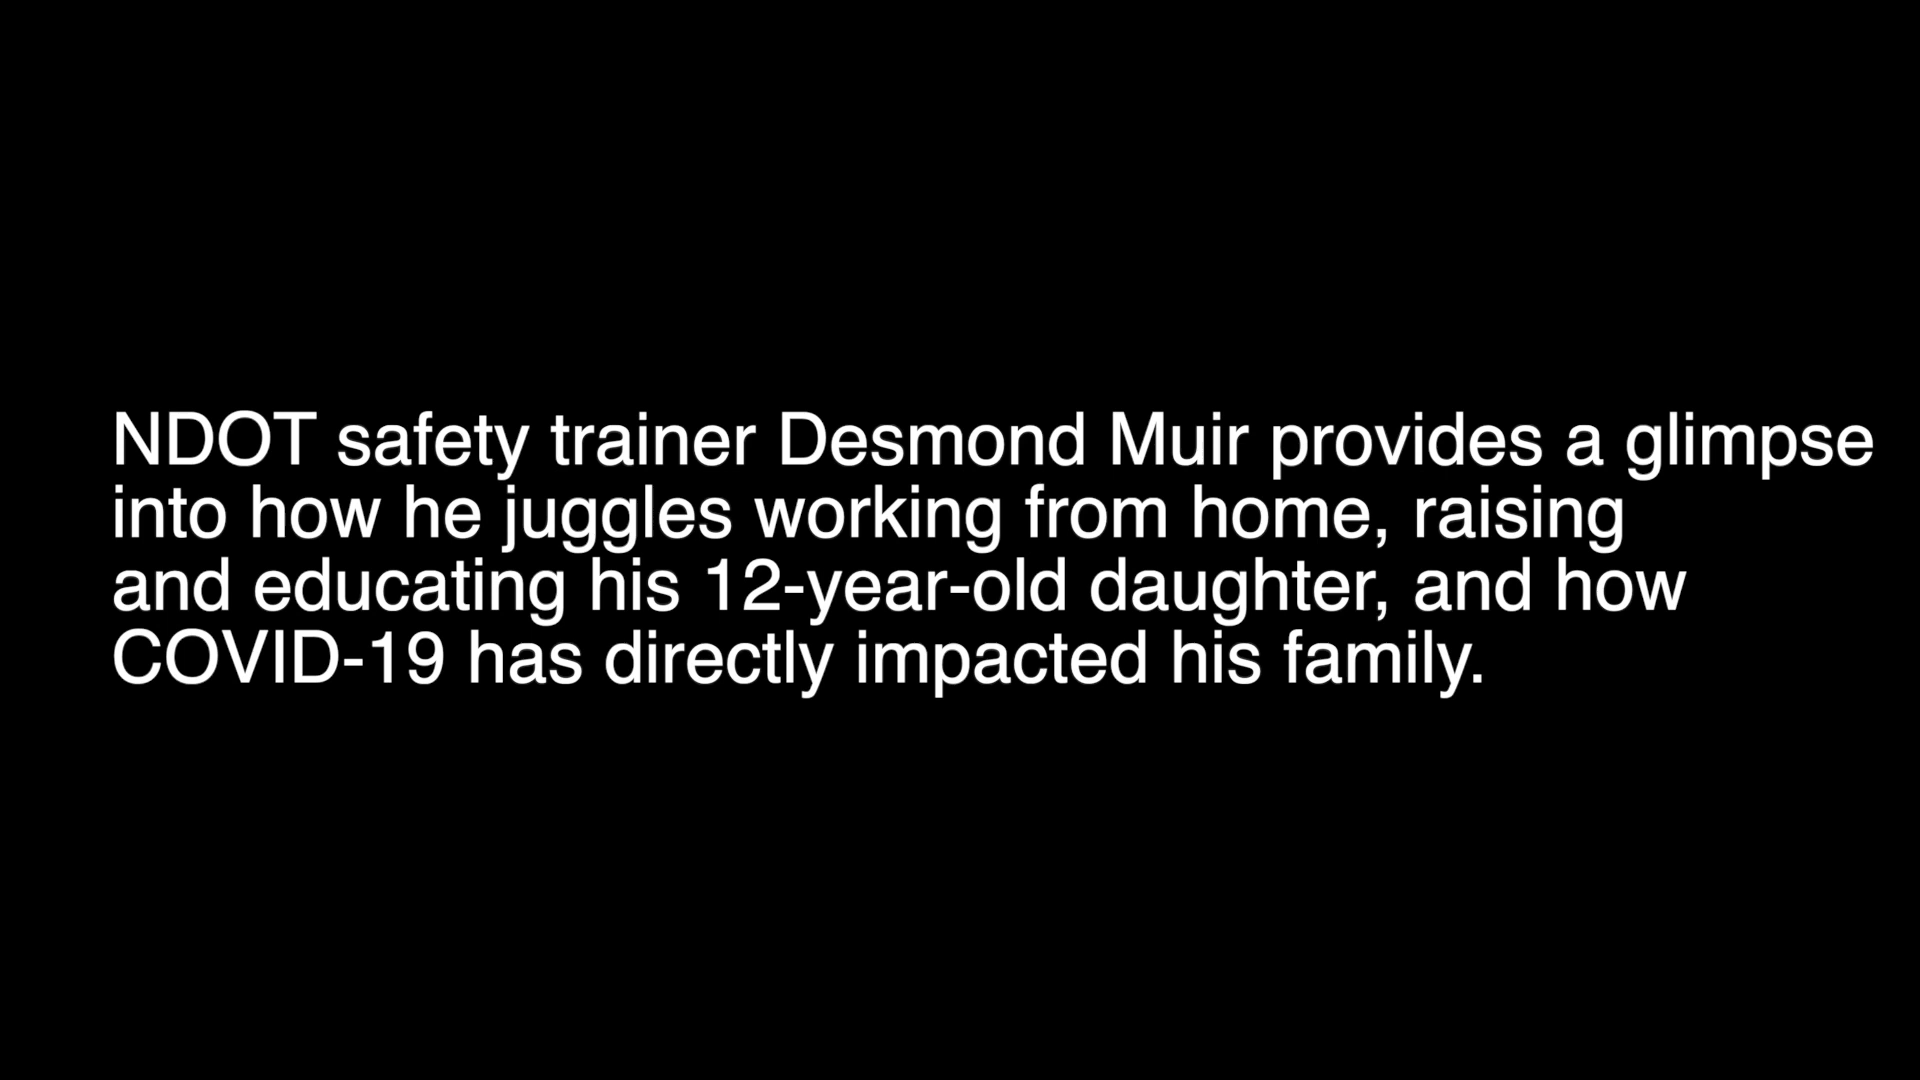 NDOT safety trainer Desmond Muir provides a glimpse
into how he juggles working from home, raising
and educating his 12-year-old daughter, and how
COVID-19 has directly impacted his family.